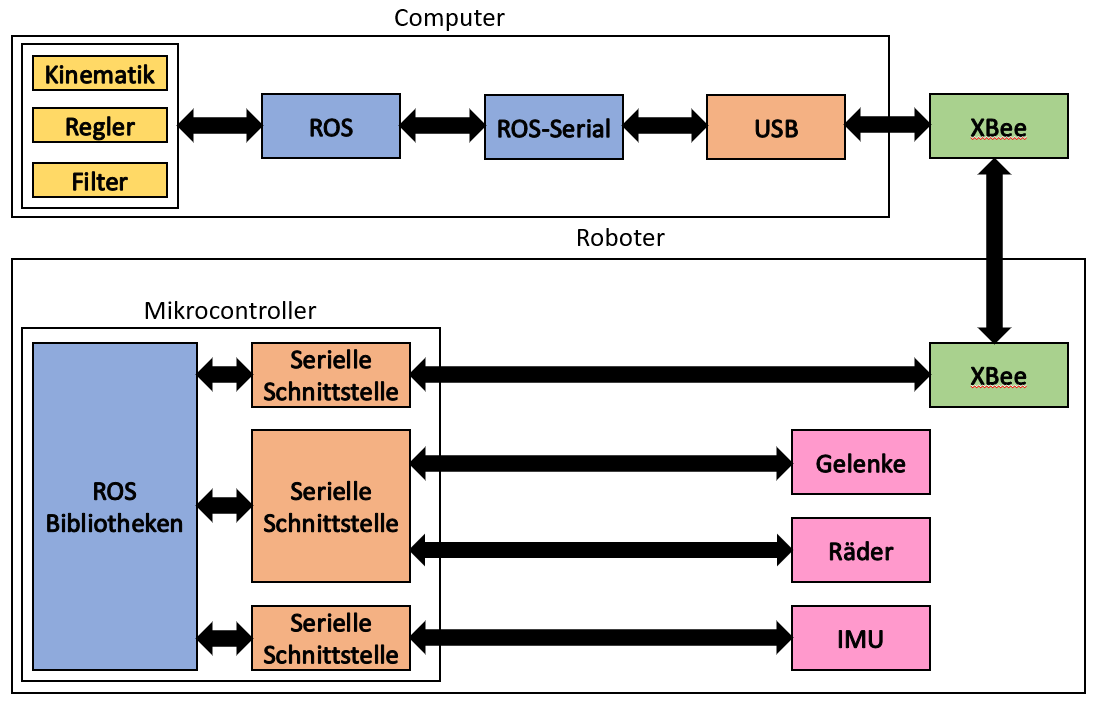 Computer
Kinematik
Regler
Filter
ROS
ROS-Serial
USB
XBee
Roboter
Mikrocontroller
ROS
Bibliotheken
Serielle
Schnittstelle
XBee
Serielle
Schnittstelle
Gelenke
Räder
Serielle
Schnittstelle
IMU